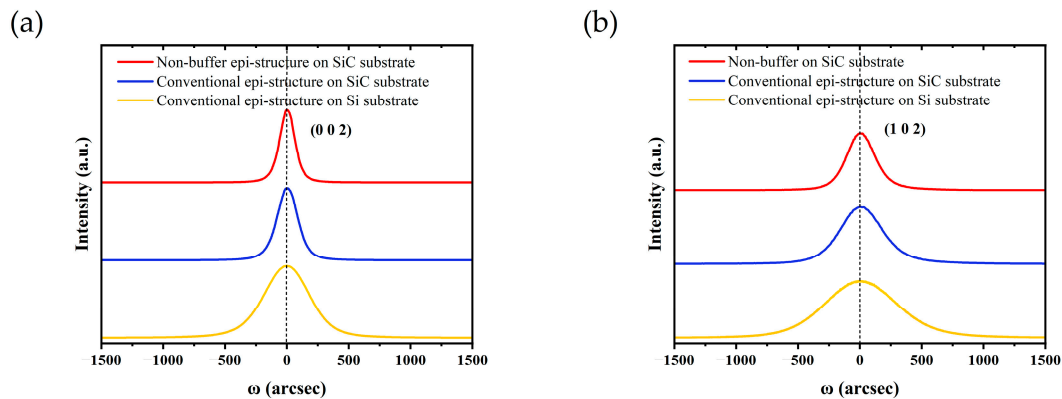 (a)
Non-buffer epi-structure on SiC substrate
Conventional epi-structure on SiC substrate
Conventional epi-structure on Si substrate
(0 0 2)
Intensity (a.u.)
−1500 −1000 −500 0 500 1000 1500
ω (arcsec)
(b)
Non-buffer on SiC substrate
Conventional epi-structure on SiC substrate
Conventional epi-structure on Si substrate
(1 0 2)
Intensity (a.u.)
−1500 −1000 −500 0 500 1000 1500
ω (arcsec)